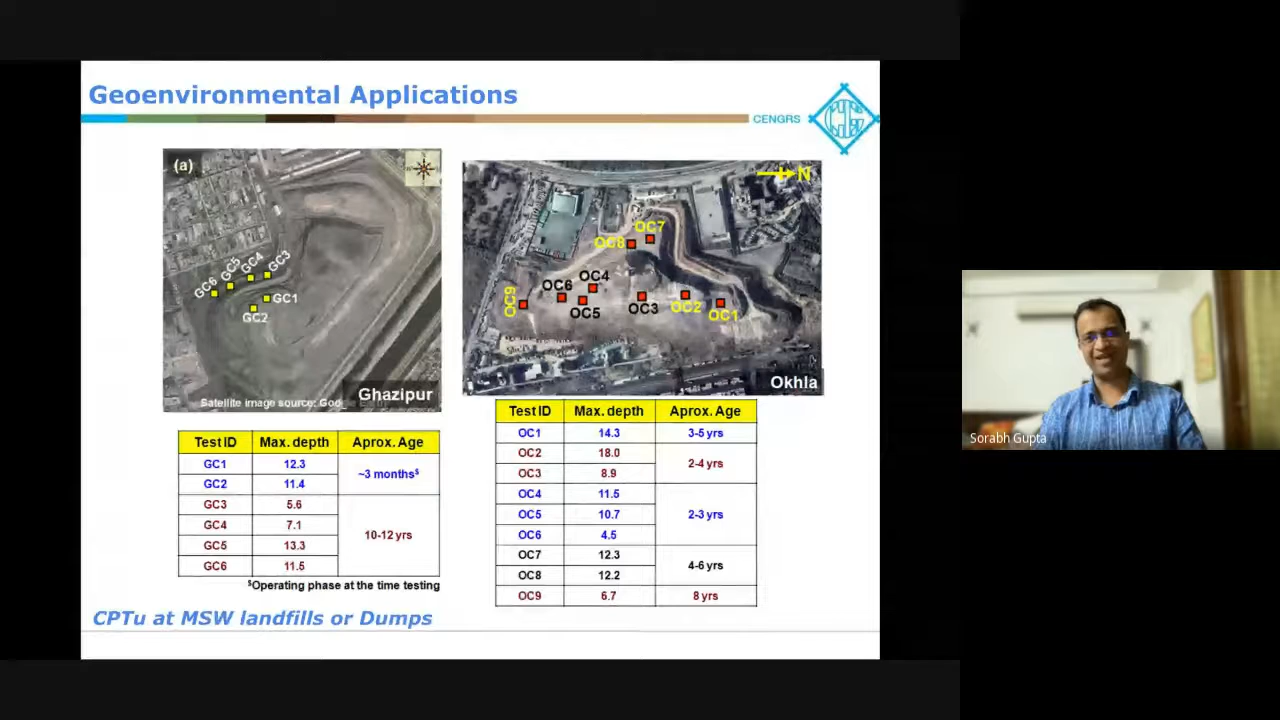 Geoenvironmental Applications
CENGRS
(a)
GC6
GC5
GC4
GC3
GC1
GC2
Ghazipur
Satellite image source: Goo
N
OC7
OC8
OC4
OC6
OC9
OC5
OC3
OC2
OC1
Okhla
Test ID Max. depth Aprox. Age
GC1 12.3 ~3 months$
GC2 11.4
GC3 5.6 10-12 yrs
GC4 7.1
GC5 13.3
GC6 11.5
$Operating phase at the time testing
Test ID Max. depth Aprox. Age
OC1 14.3 3-5 yrs
OC2 18.0 2-4 yrs
OC3 8.9
OC4 11.5 2-3 yrs
OC5 10.7
OC6 4.5
OC7 12.3 4-6 yrs
OC8 12.2
OC9 6.7 8 yrs
CPTu at MSW landfills or Dumps
Sorabh Gupta